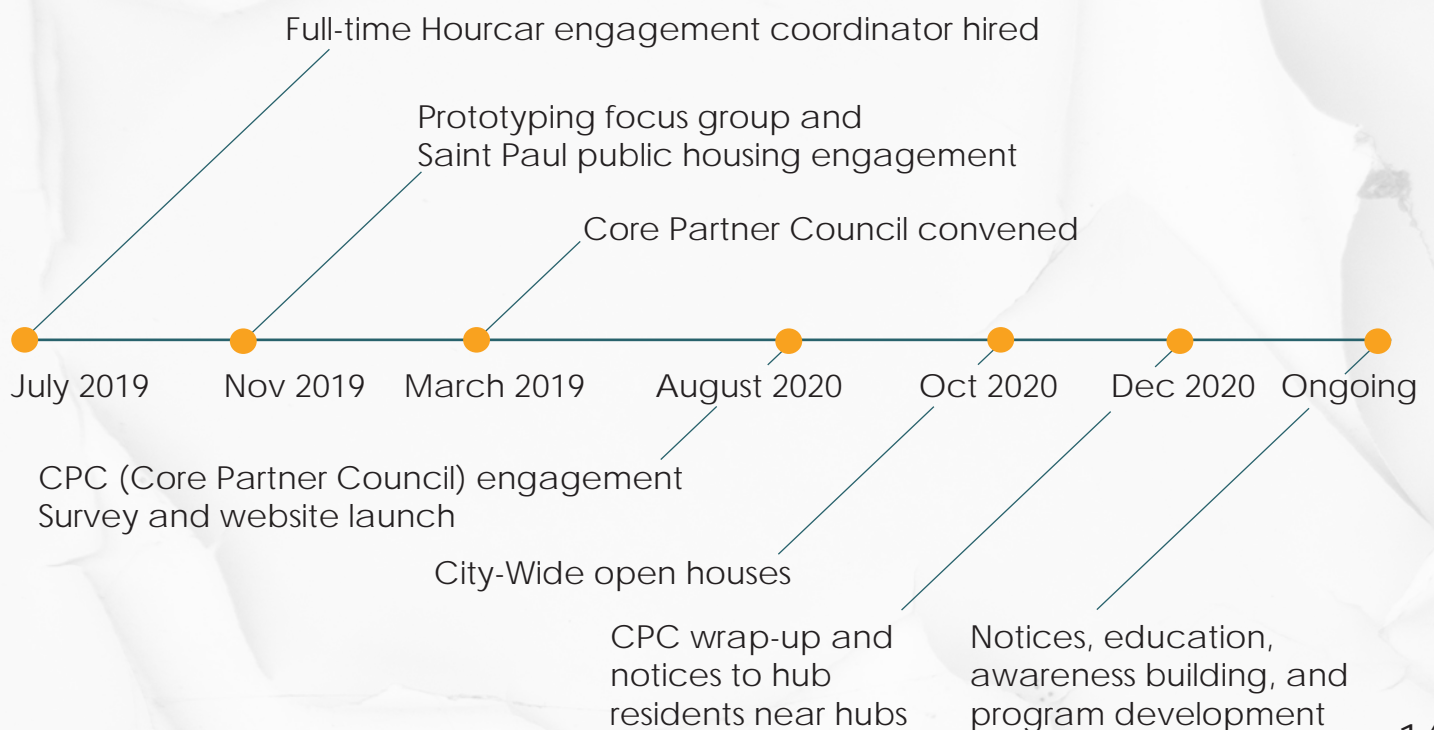 Full-time Hourcar engagement coordinator hired
Prototyping focus group and
Saint Paul public housing engagement
Core Partner Council convened
July 2019
Nov 2019
March 2019
August 2020
Oct 2020
Dec 2020
Ongoing
CPC (Core Partner Council) engagement
Survey and website launch
City-Wide open houses
CPC wrap-up and
notices to hub
residents near hubs
Notices, education,
awareness building, and
program development